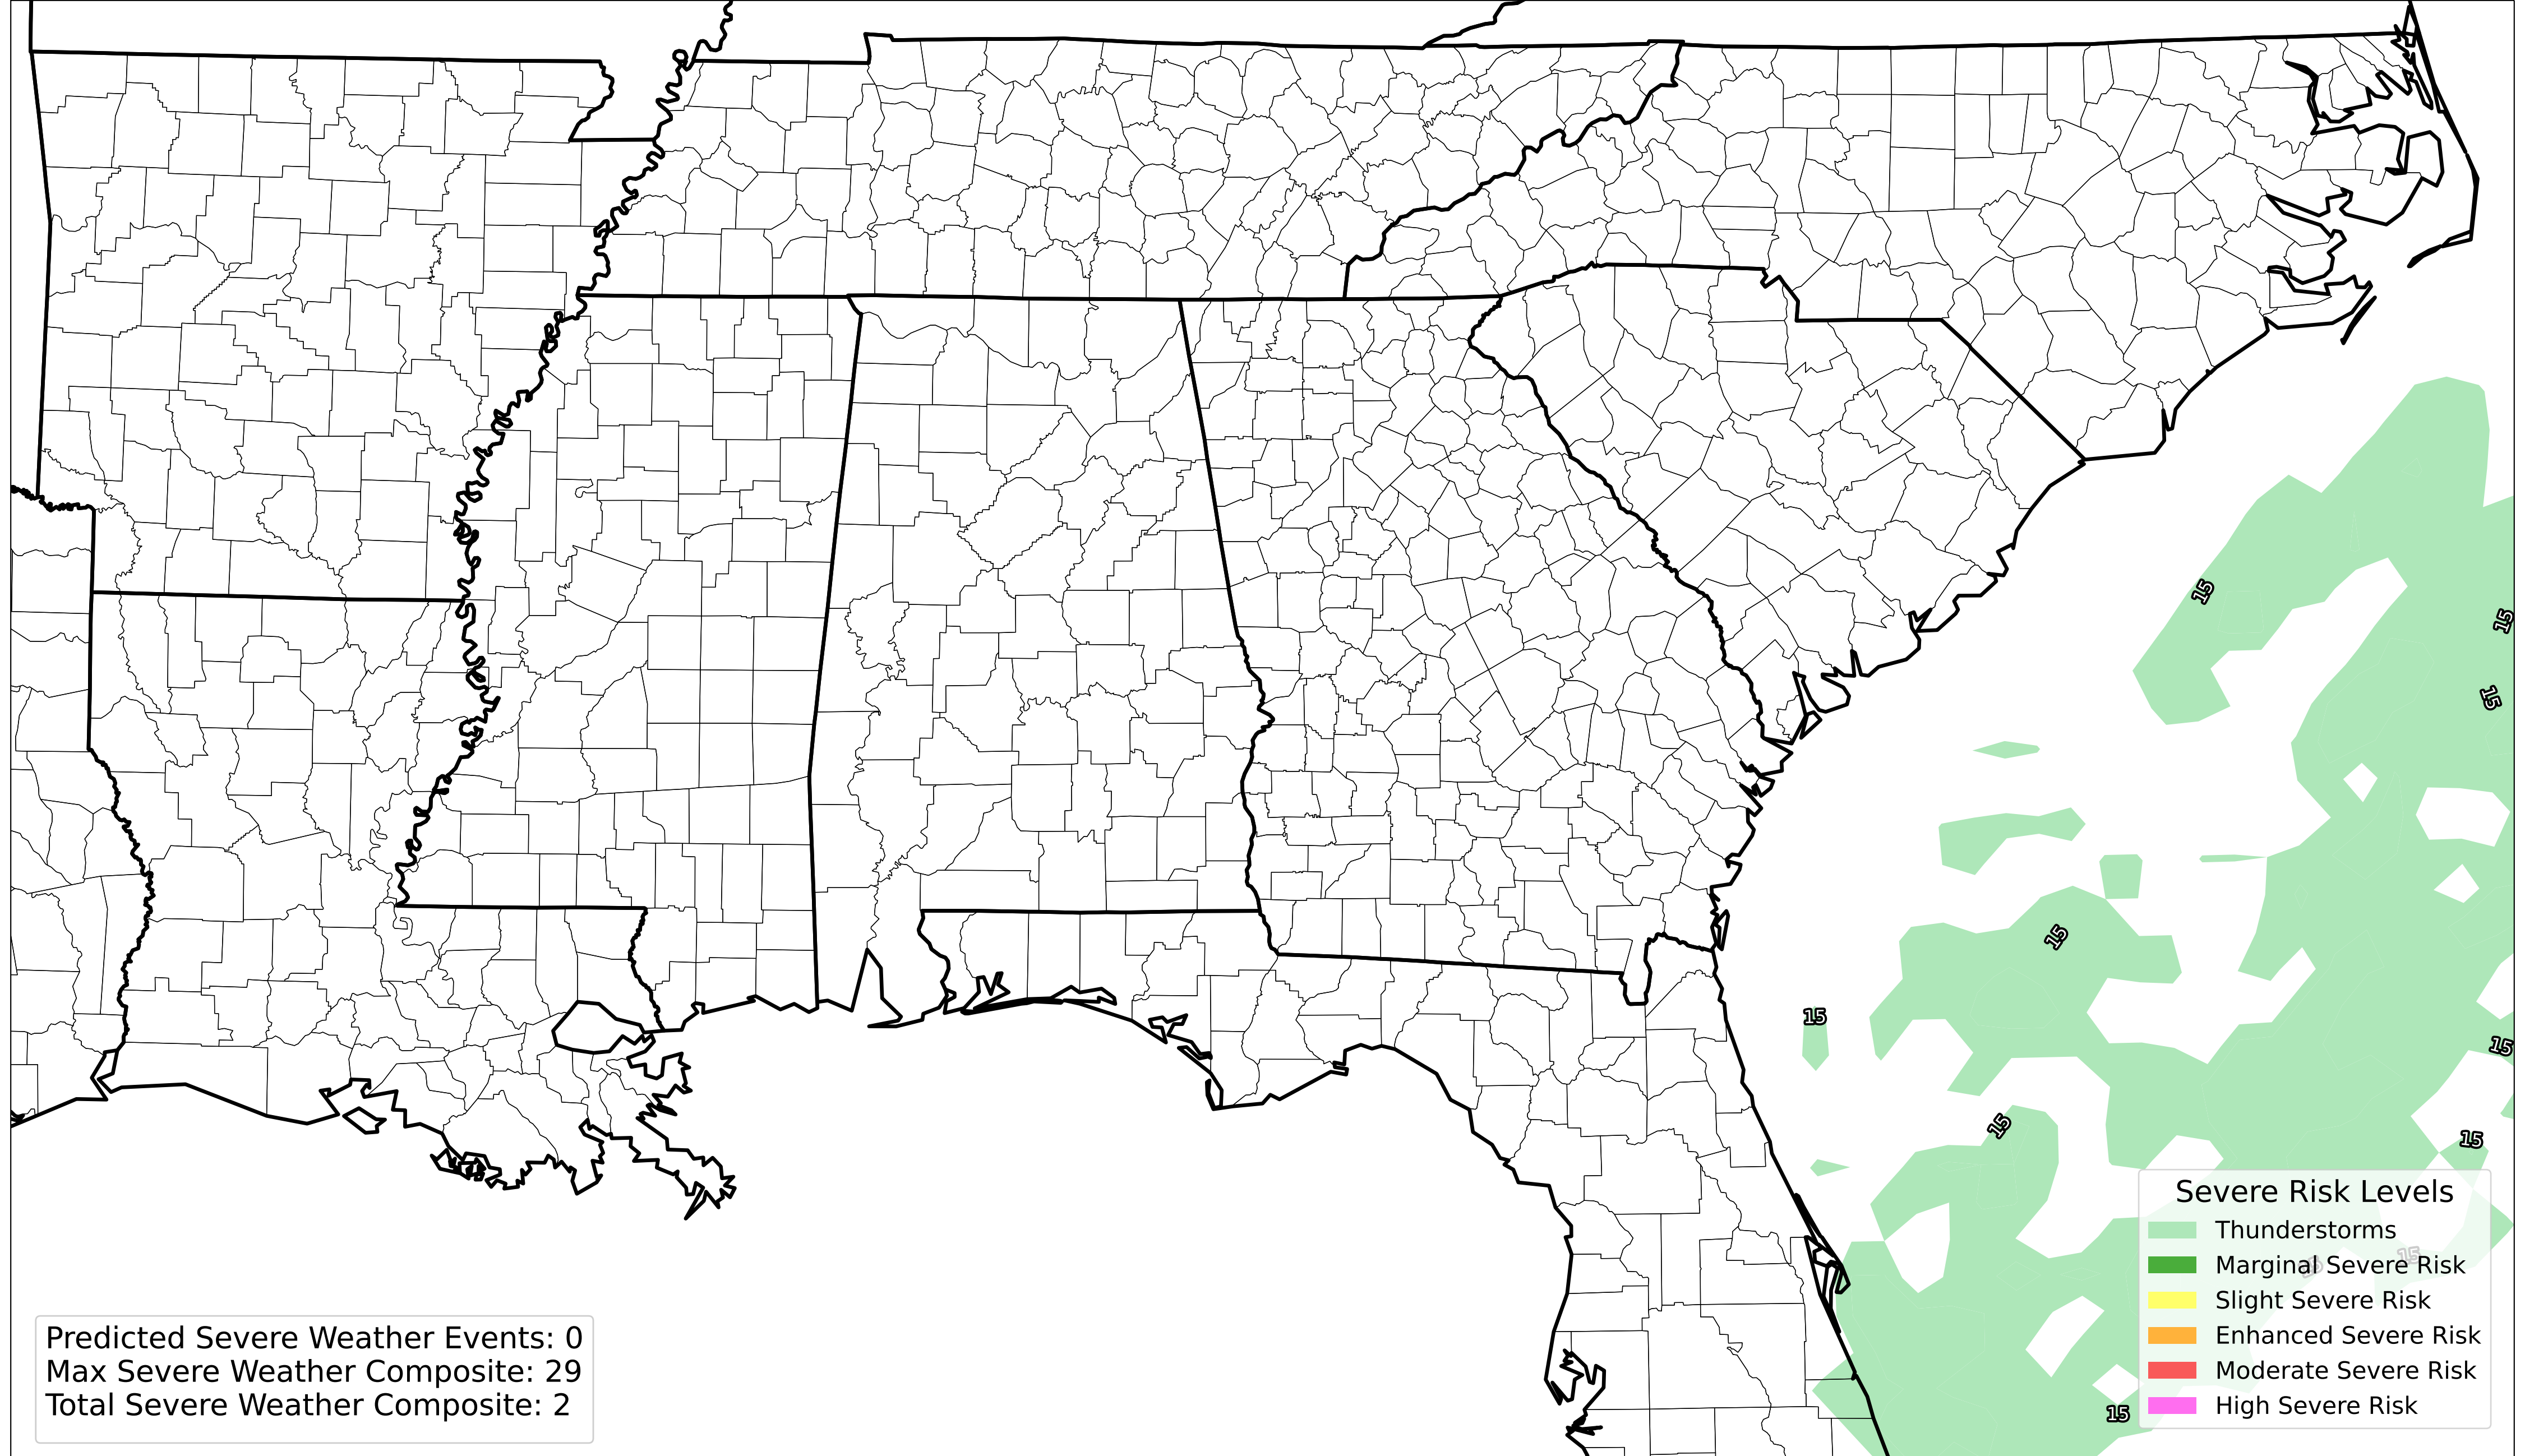 15
15
15
15
15
15
15
15
15
15
15
Severe Risk Levels
Thunderstorms
Marginal Severe Risk
Slight Severe Risk
Enhanced Severe Risk
Moderate Severe Risk
High Severe Risk
Predicted Severe Weather Events: 0
Max Severe Weather Composite: 29
Total Severe Weather Composite: 2